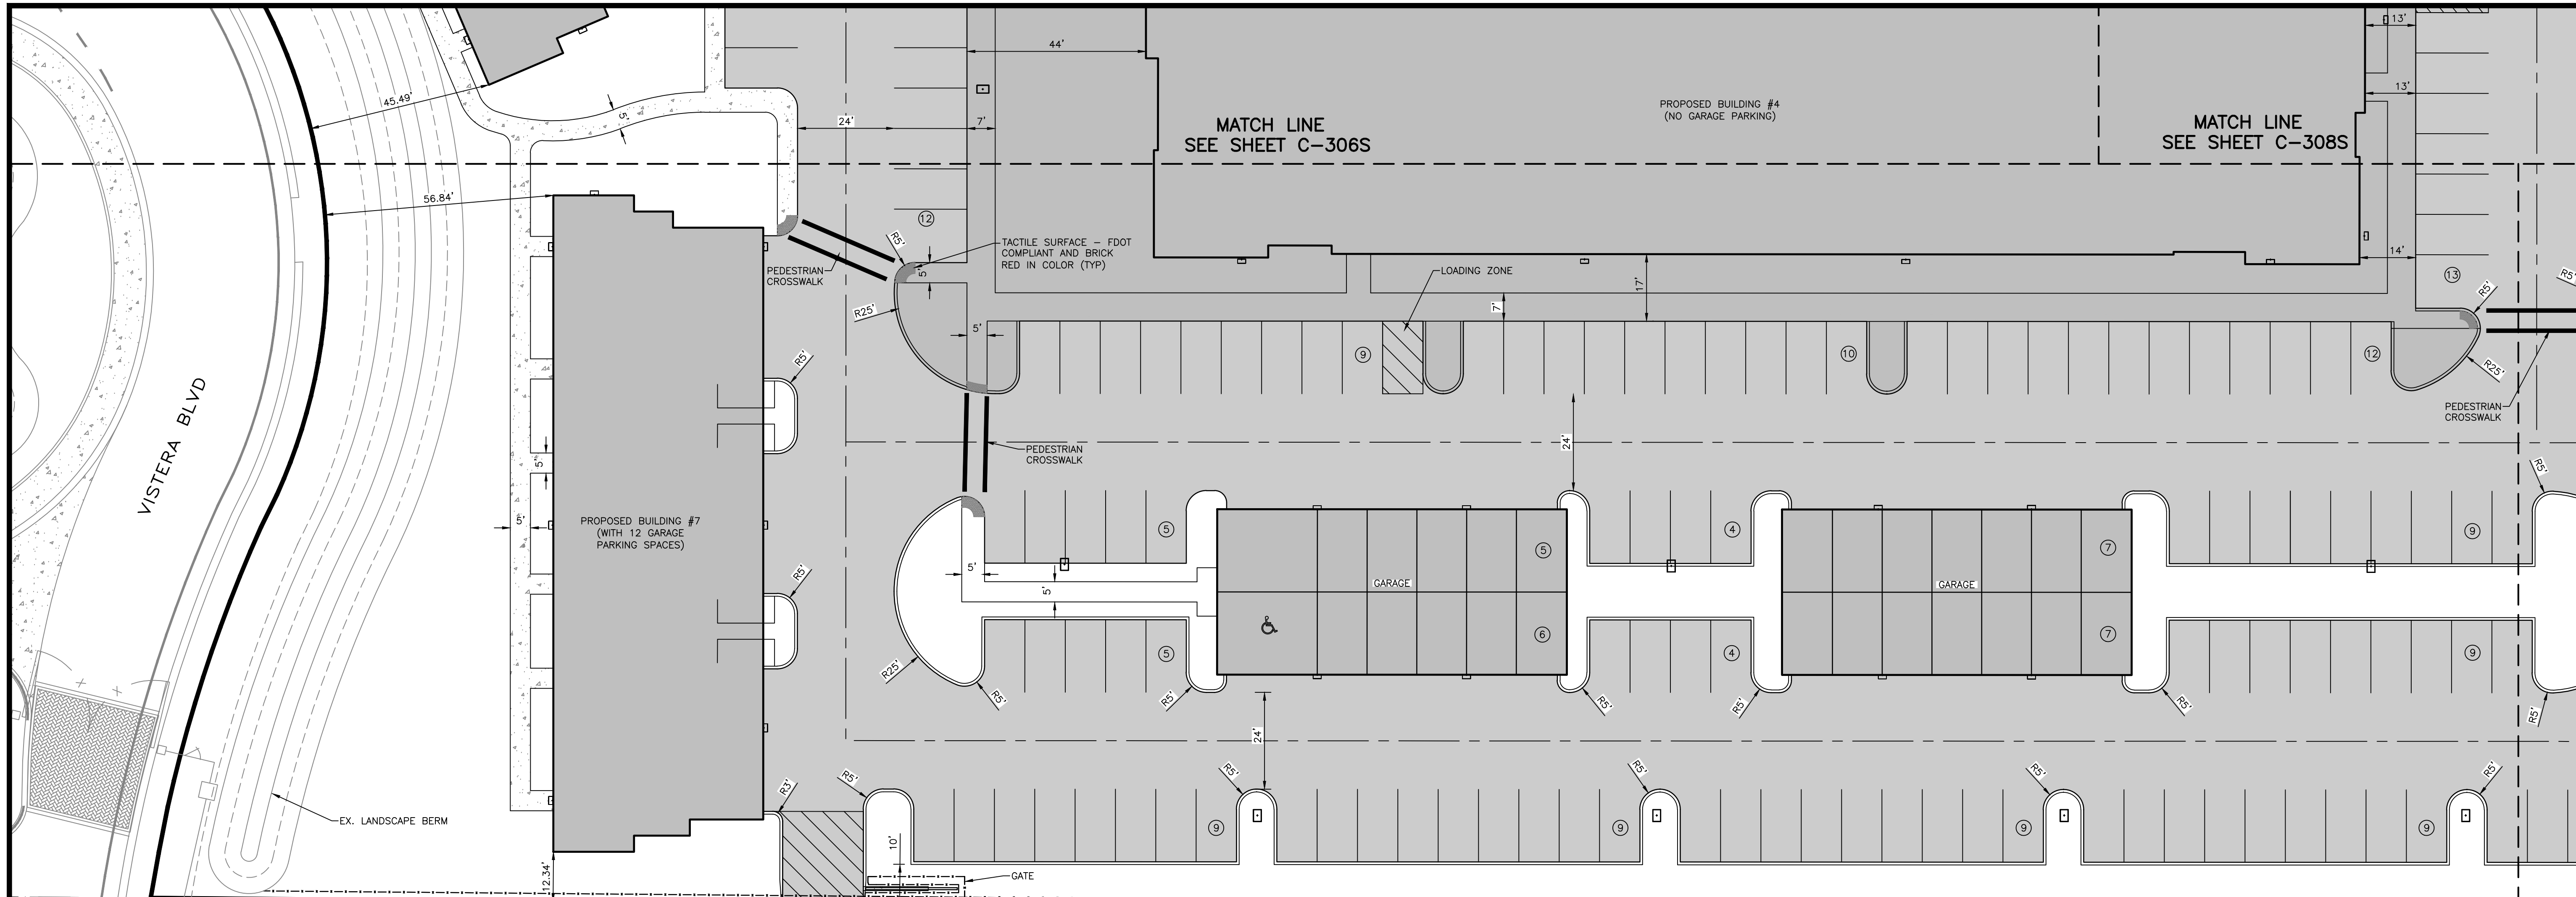 13'
44'
45.49'
5'
24'
7'
MATCH LINE
SEE SHEET C-306S
PROPOSED BUILDING #4
(NO GARAGE PARKING)
13'
MATCH LINE
SEE SHEET C-308S
56.84'
12
R5'
5'
TACTILE SURFACE - FDOT
COMPLIANT AND BRICK
RED IN COLOR (TYP)
PEDESTRIAN
CROSSWALK
LOADING ZONE
17'
14'
13
R5'
R5'
R25'
7'
5'
9
10
12
R25'
R5'
VISTERA BLVD
PEDESTRIAN
CROSSWALK
24'
PEDESTRIAN
CROSSWALK
5'
R5'
5'
PROPOSED BUILDING #7
(WITH 12 GARAGE
PARKING SPACES)
5
5
4
7
9
R5'
5'
5'
GARAGE
GARAGE
R25'
R5'
5
R5'
6
R5'
4
R5'
7
R5'
9
R5'
24'
R3'
R5'
R5'
R5'
R5'
R5'
EX. LANDSCAPE BERM
10'
9
9
9
9
12.34'
GATE